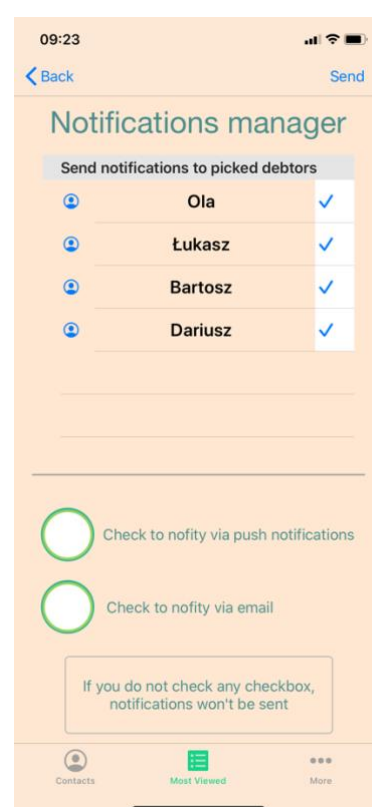 09:23
Back Send
Notifications manager
Send notifications to picked debtors
Ola
Łukasz
Bartosz
Dariusz
Check to nofity via push notifications
Check to nofity via email
If you do not check any checkbox,
notifications won't be sent
Contacts Most Viewed More